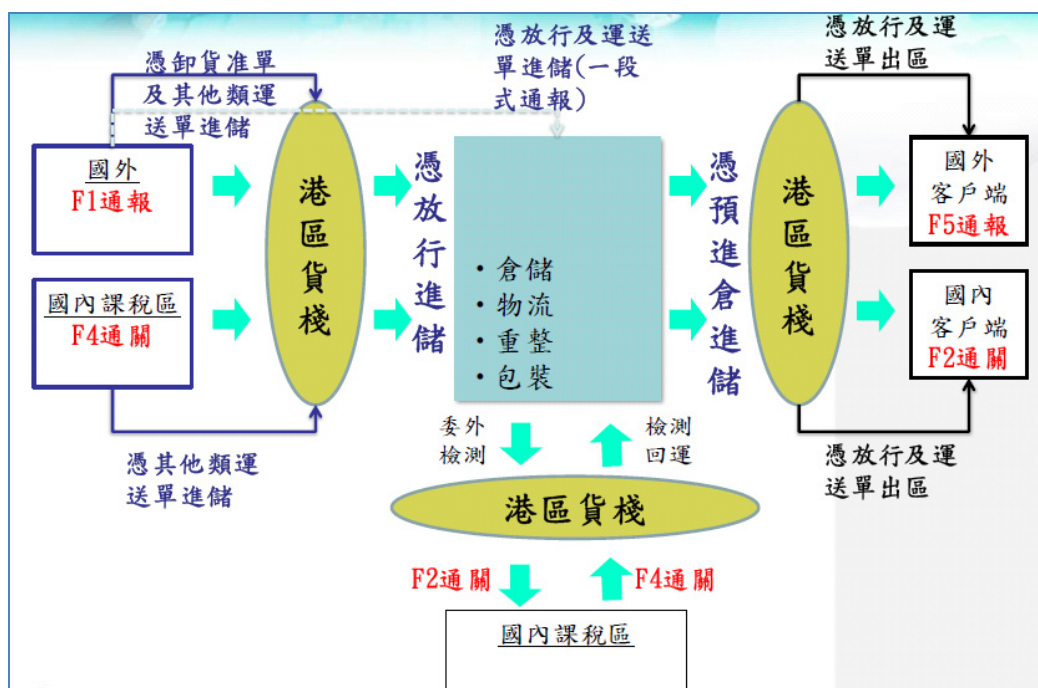 憑卸貨准單
及其他類運
送單進儲
憑放行及運送
單進儲(一段
式通報)
憑放行及運
送單出區
國外
F1通報
國內課稅區
F4通關
港區貨棧
憑放行進儲
・倉儲
・物流
・重整
・包裝
憑預進倉進儲
港區貨棧
國外
客戶端
F5通報
國內
客戶端
F2通關
憑其他類運
送單進儲
委外
檢測
檢測
回運
憑放行及運
送單出區
港區貨棧
F2通關
F4通關
國內課稅區